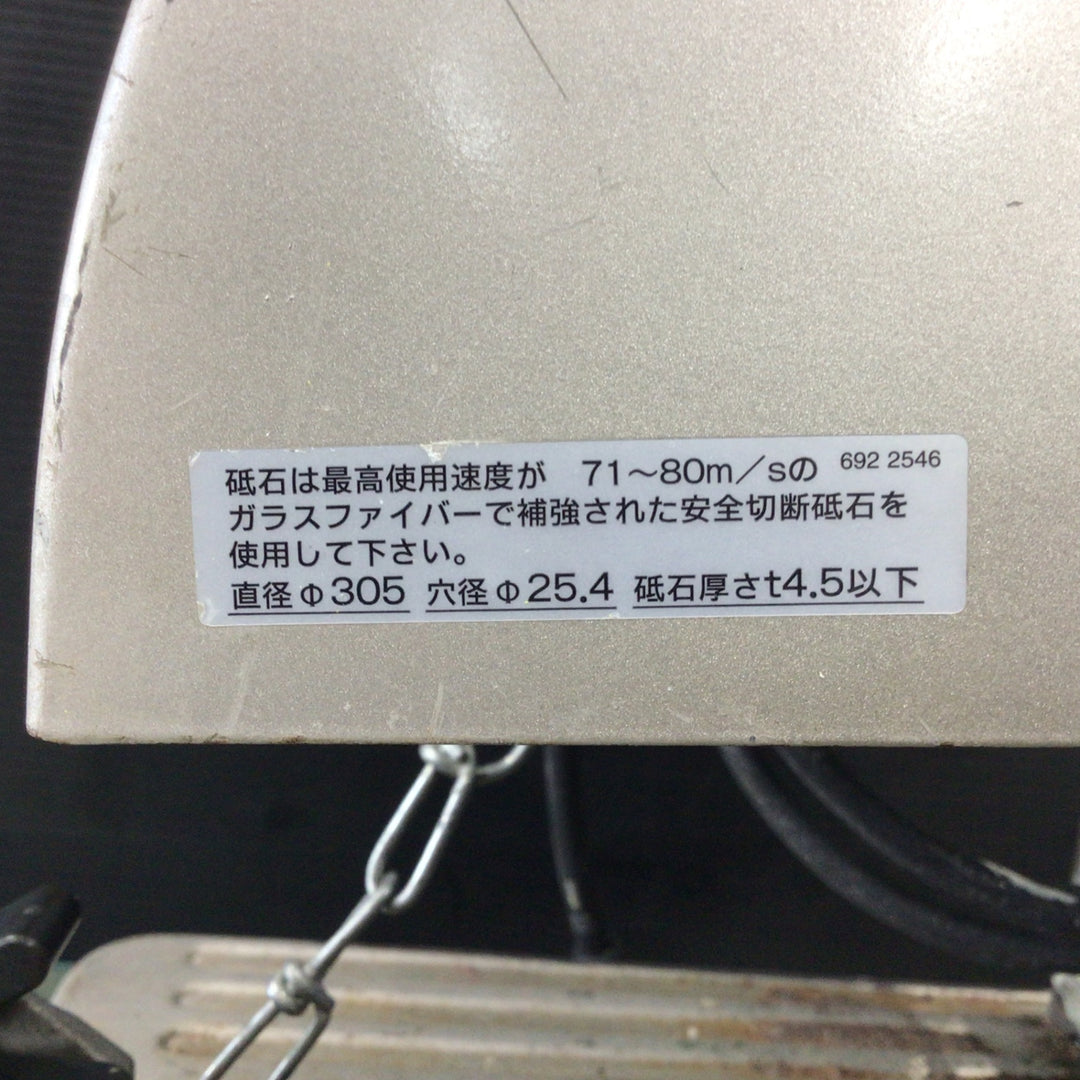 砥石は最高使用速度が 71～80m／sの 692 2546
ガラスファイバーで補強された安全切断砥石を
使用して下さい。
直径Φ305 穴径Φ25.4 砥石厚さt4.5以下